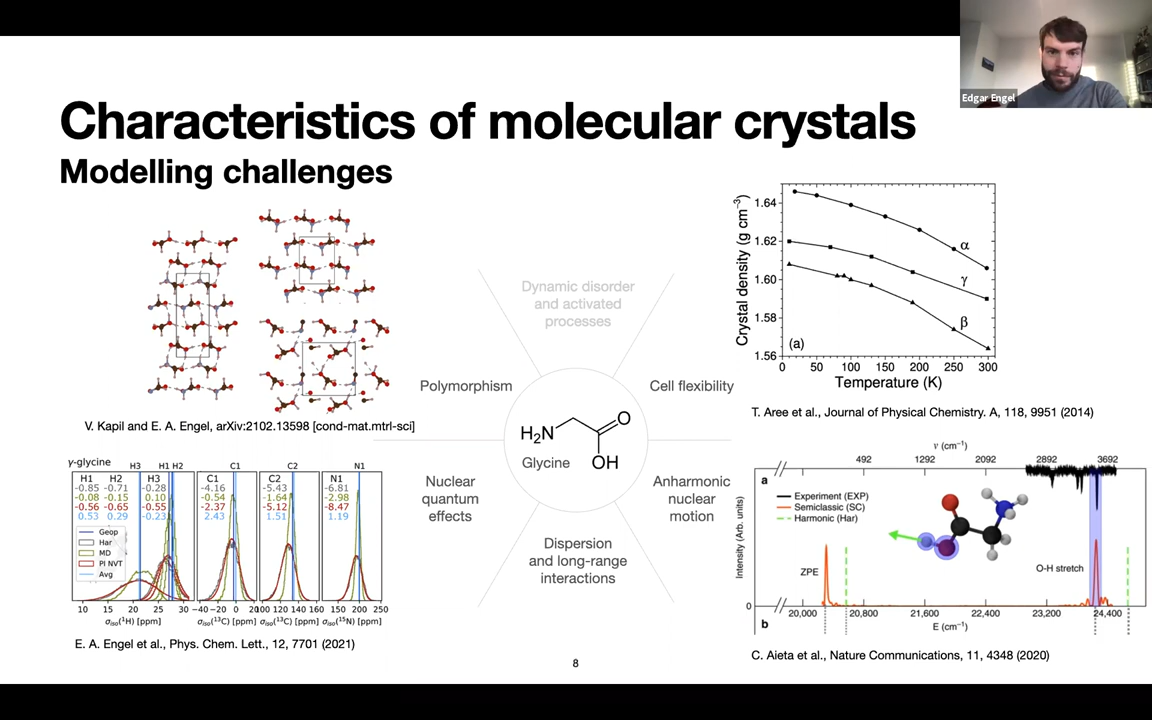 Edgar Engel
Characteristics of molecular crystals
Modelling challenges
V. Kapil and E. A. Engel, arXiv:2102.13598 [cond-mat.mtrl-sci]
Dynamic disorder
and activated
processes
Polymorphism
Cell flexibility
H₂N
O
OH
Glycine
Nuclear
quantum
effects
Anharmonic
nuclear
motion
Dispersion
and long-range
interactions
Crystal density (g cm⁻³)
1.64
1.62
1.60
1.58
1.56
α
γ
β
(a)
0 50 100 150 200 250 300
Temperature (K)
T. Aree et al., Journal of Physical Chemistry. A, 118, 9951 (2014)
γ-glycine
H3 H1 H2 C1 C2 N1
H1 H2 H3 C1 C2 N1
-0.85 -0.71 -0.28 -4.16 -5.43 -6.81
-0.08 -0.15 0.10 -0.54 -1.64 -2.98
-0.56 -0.65 -0.55 -2.37 -5.12 -8.47
0.53 0.29 -0.23 2.43 1.51 1.19
Geop
Har
MD
PI NVT
Avg
10 15 20 25 30 −40 −20 0 20 100 120 140 160 150 200 250
σiso(¹H) [ppm] σiso(¹³C) [ppm] σiso(¹³C) [ppm] σiso(¹⁵N) [ppm]
E. A. Engel et al., Phys. Chem. Lett., 12, 7701 (2021)
ν (cm⁻¹)
492 1292 2092 2892 3692
a
Experiment (EXP)
Semiclassic (SC)
Harmonic (Har)
Intensity (Arb. units)
ZPE
O-H stretch
0
b
20,000 20,800 21,600 22,400 23,200 24,400
E (cm⁻¹)
C. Aieta et al., Nature Communications, 11, 4348 (2020)
8